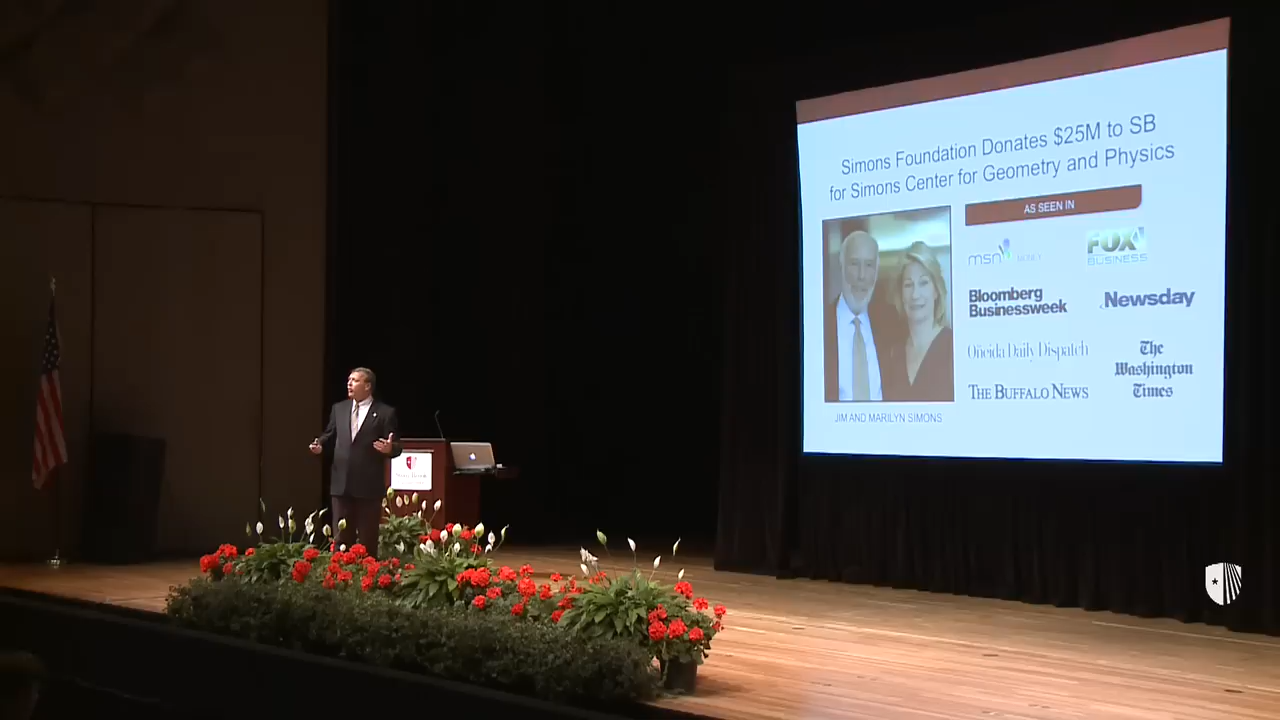 Simons Foundation Donates $25M to SB
for Simons Center for Geometry and Physics
AS SEEN IN
msn
FOX
BUSINESS
Bloomberg
Businessweek
Newsday
Oneida Daily Dispatch
The
Washington
Times
THE BUFFALO NEWS
JIM AND MARILYN SIMONS